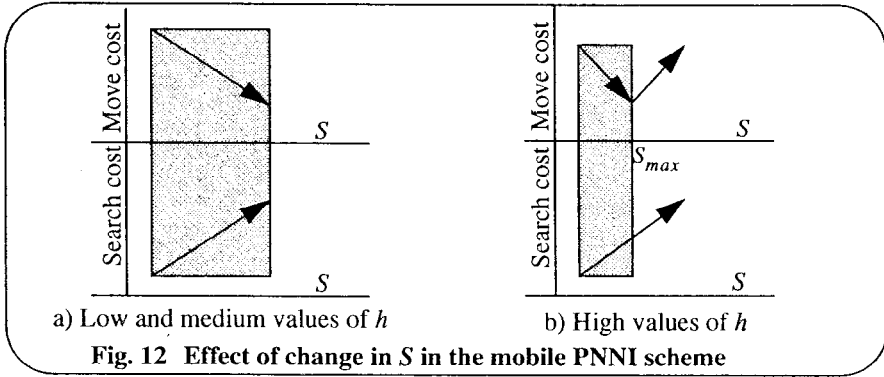 Move cost
Search cost
S
S
a) Low and medium values of h
Move cost
Search cost
S
S_max
S
b) High values of h
Fig. 12 Effect of change in S in the mobile PNNI scheme